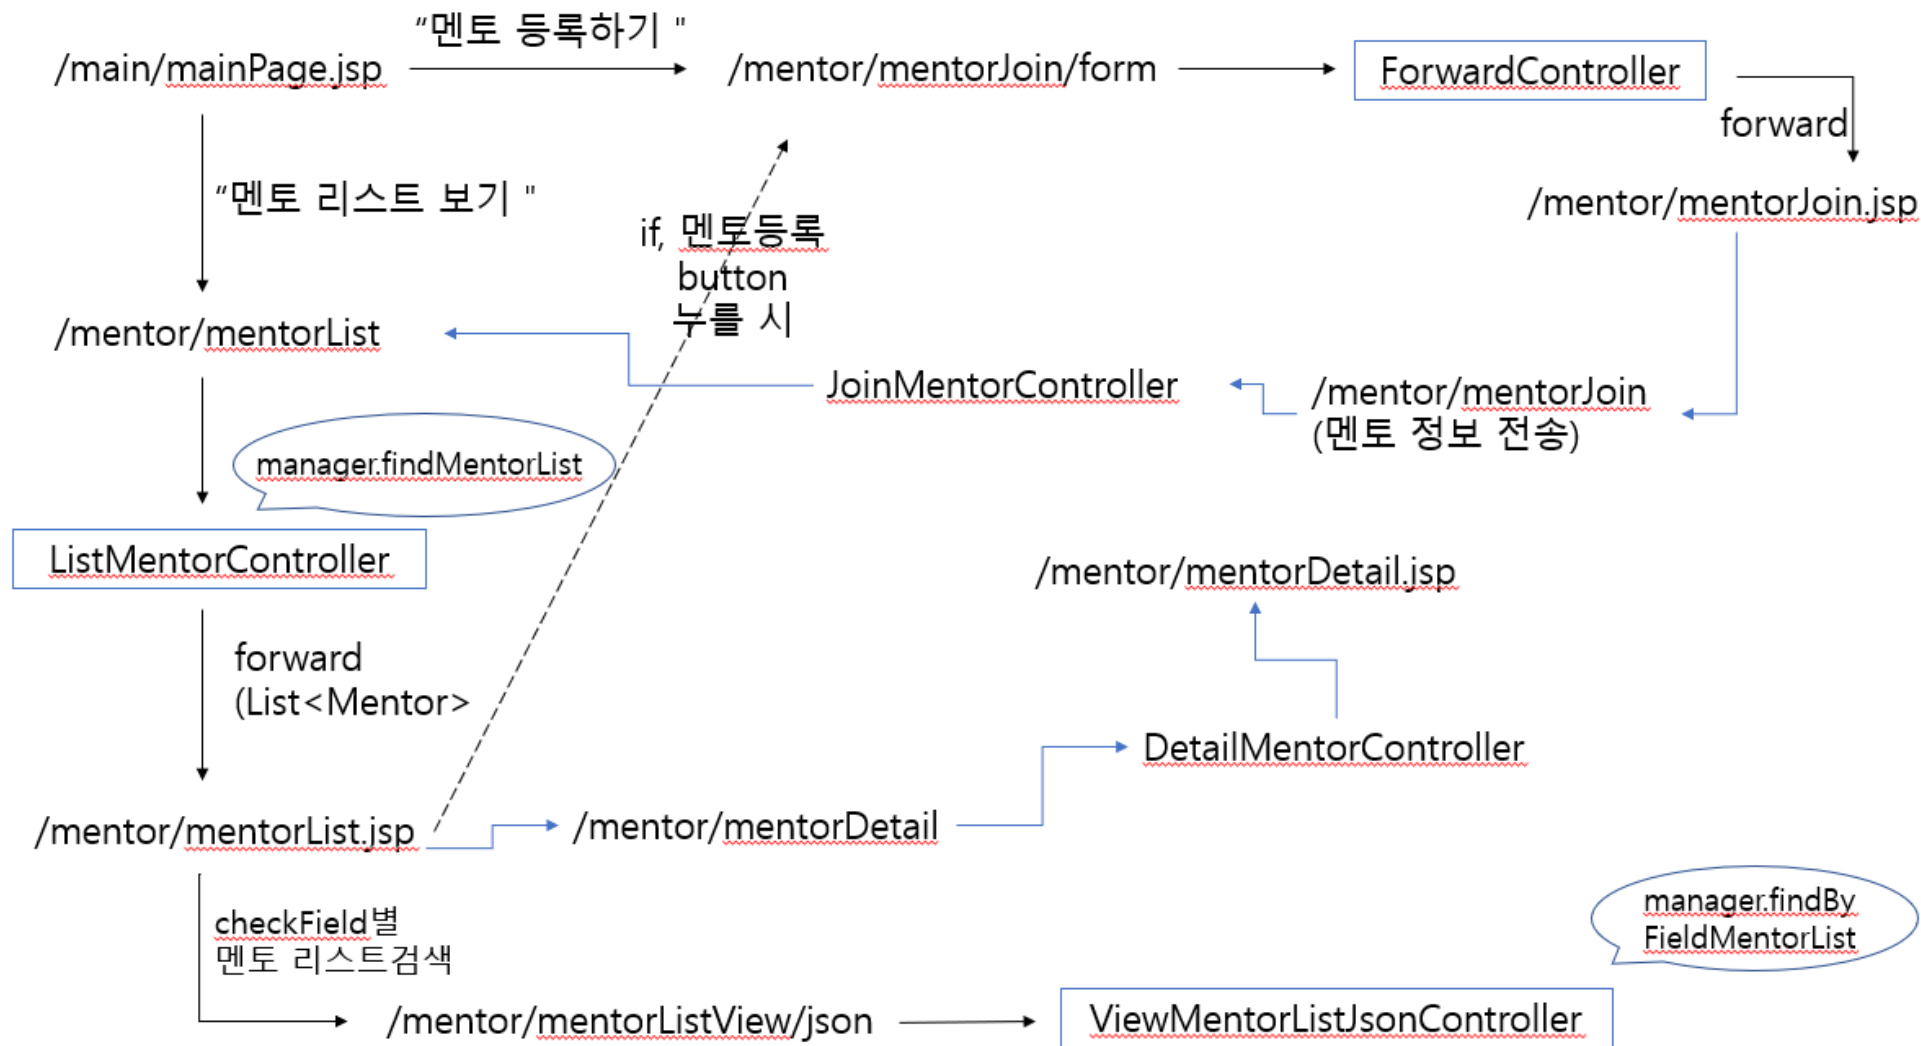 “멘토 등록하기 "
/main/mainPage.jsp
/mentor/mentorJoin/form
ForwardController
forward
/mentor/mentorJoin.jsp
“멘토 리스트 보기 "
if, 멘토등록
button
누를 시
/mentor/mentorList
JoinMentorController
/mentor/mentorJoin
(멘토 정보 전송)
manager.findMentorList
ListMentorController
/mentor/mentorDetail.jsp
forward
(List<Mentor>
DetailMentorController
/mentor/mentorList.jsp
/mentor/mentorDetail
checkField별
멘토 리스트검색
manager.findBy
FieldMentorList
/mentor/mentorListView/json
ViewMentorListJsonController